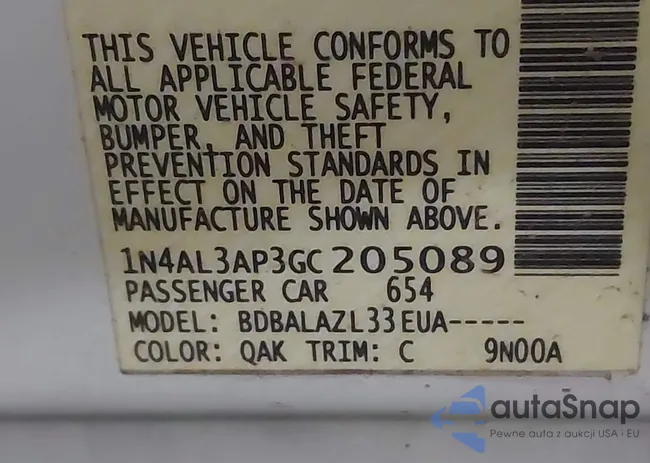 THIS VEHICLE CONFORMS TO
ALL APPLICABLE FEDERAL
MOTOR VEHICLE SAFETY,
BUMPER, AND THEFT
PREVENTION STANDARDS IN
EFFECT ON THE DATE OF
MANUFACTURE SHOWN ABOVE.
1N4AL3AP3GC205089
PASSENGER CAR 654
MODEL: BDBALAZL33EUA-----
COLOR: QAK TRIM: C 9N00A
autaSnap
Pewne auta z aukcji USA i EU